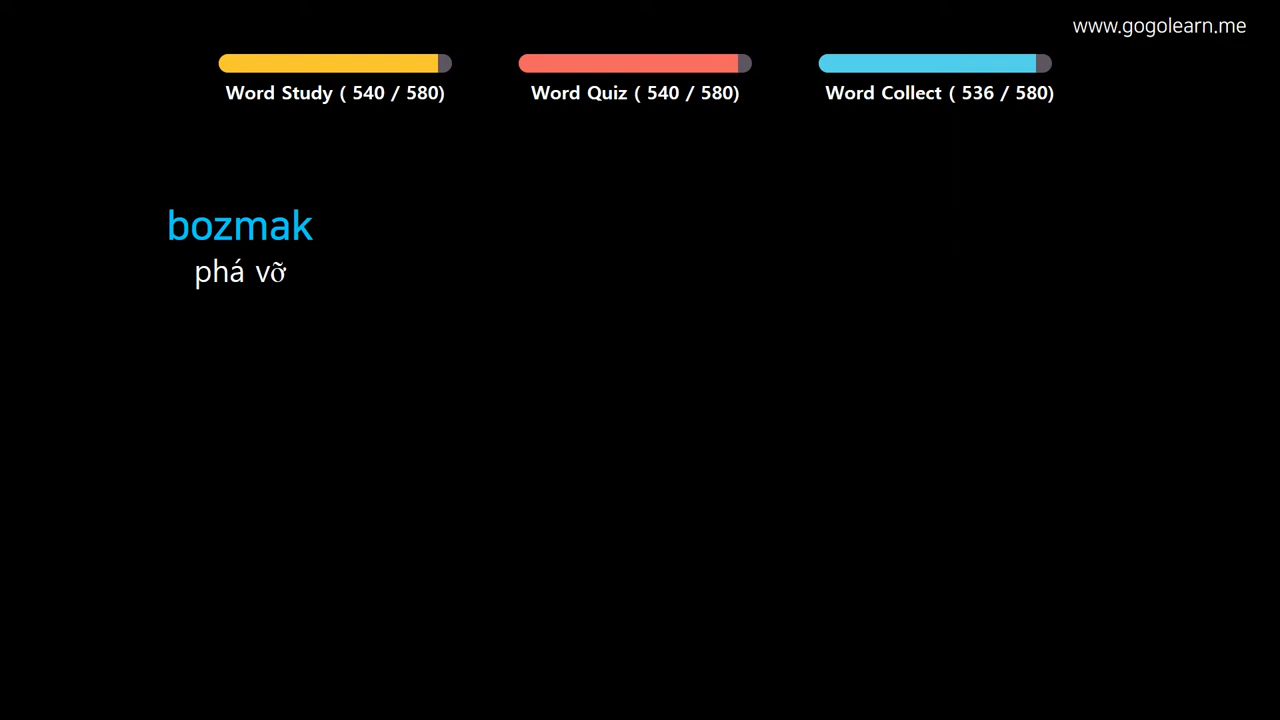 www.gogolearn.me
Word Study ( 540 / 580)
Word Quiz ( 540 / 580)
Word Collect ( 536 / 580)
bozmak
phá vỡ